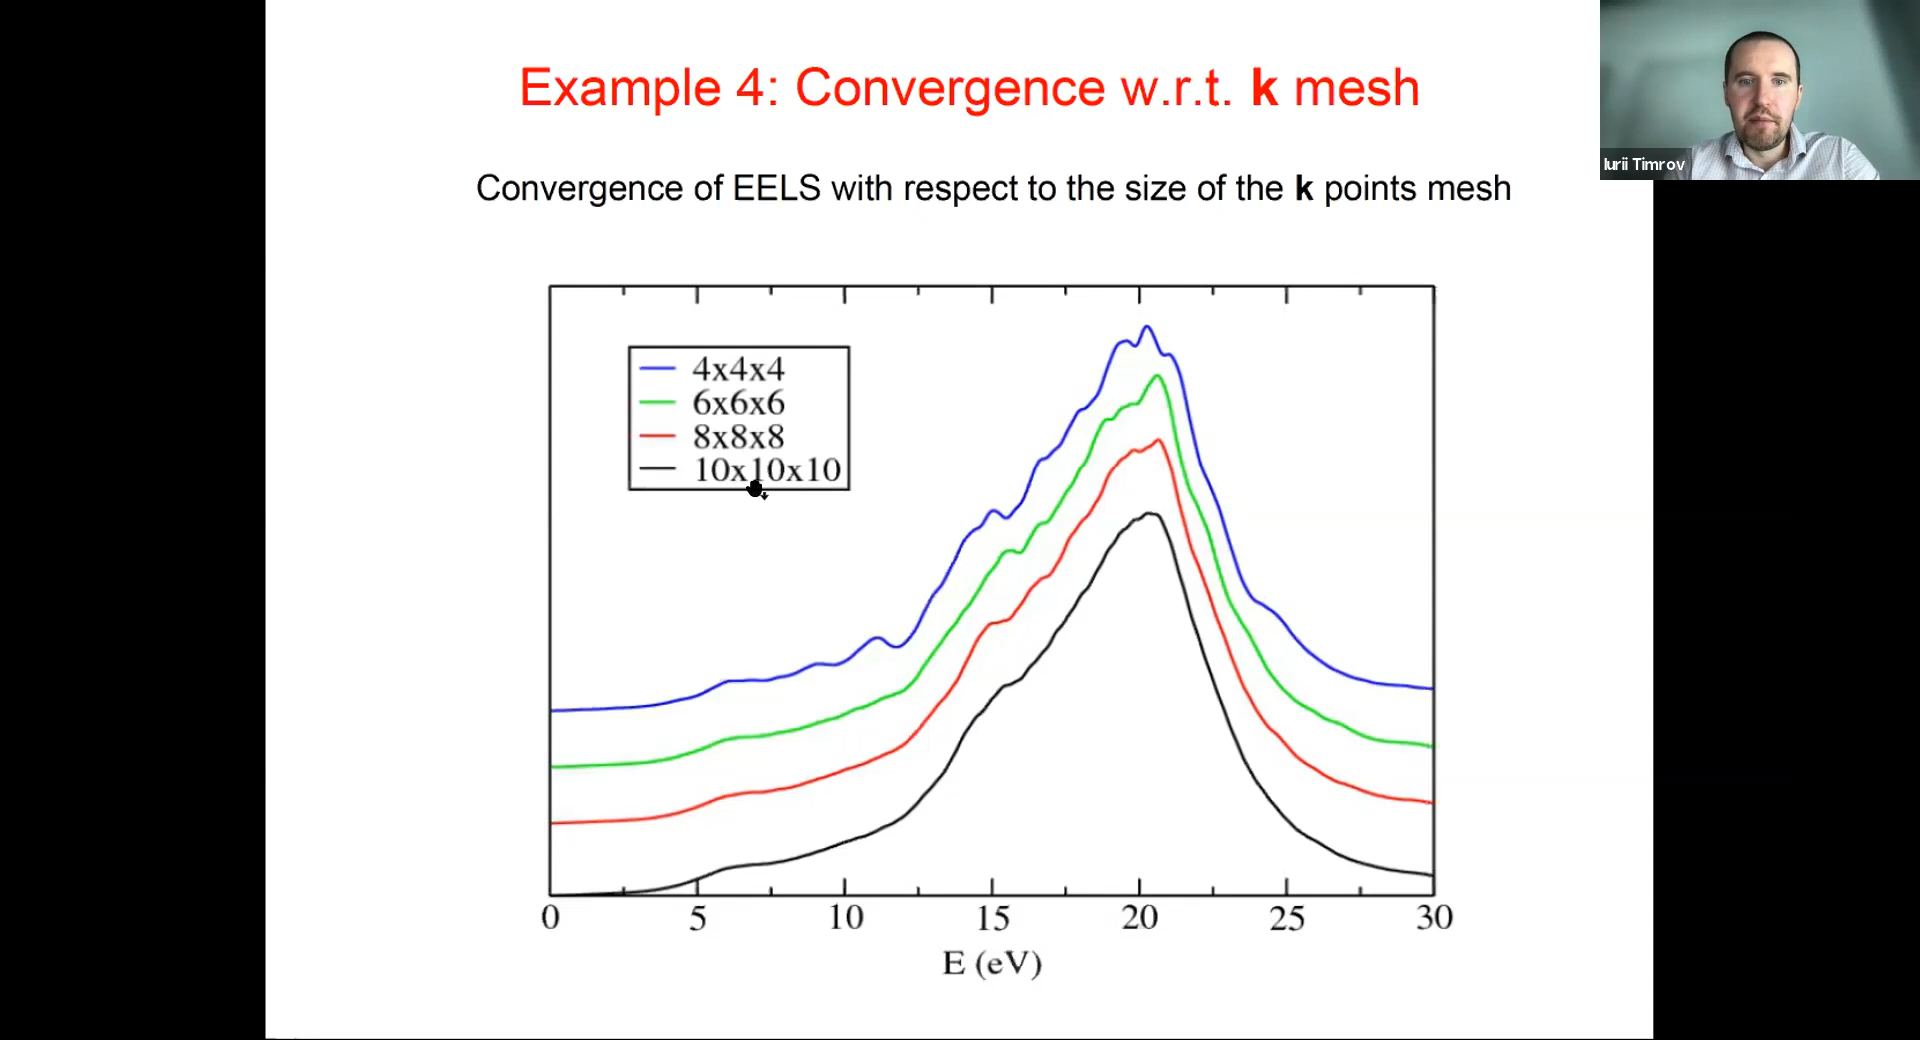 Example 4: Convergence w.r.t. k mesh
Iurii Timrov
Convergence of EELS with respect to the size of the k points mesh
4x4x4
6x6x6
8x8x8
10x10x10
0 5 10 15 20 25 30
E (eV)